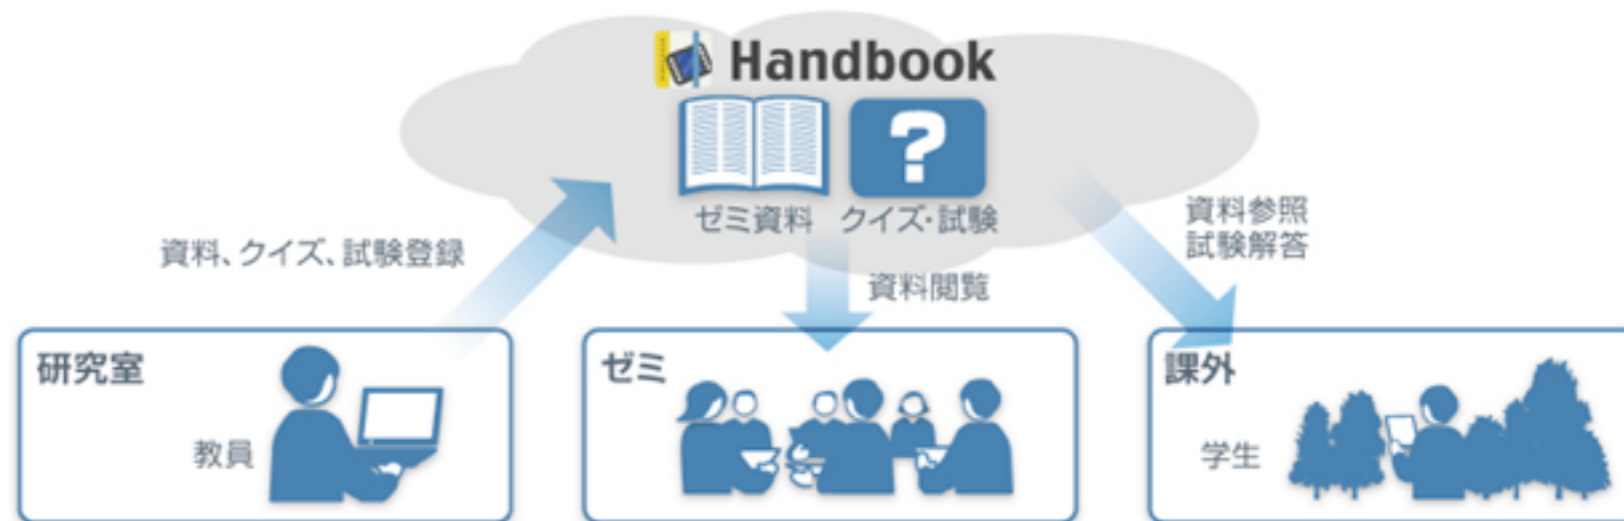 Handbook
ゼミ資料
クイズ・試験
資料、クイズ、試験登録
資料閲覧
資料参照
試験解答
研究室
教員
ゼミ
課外
学生